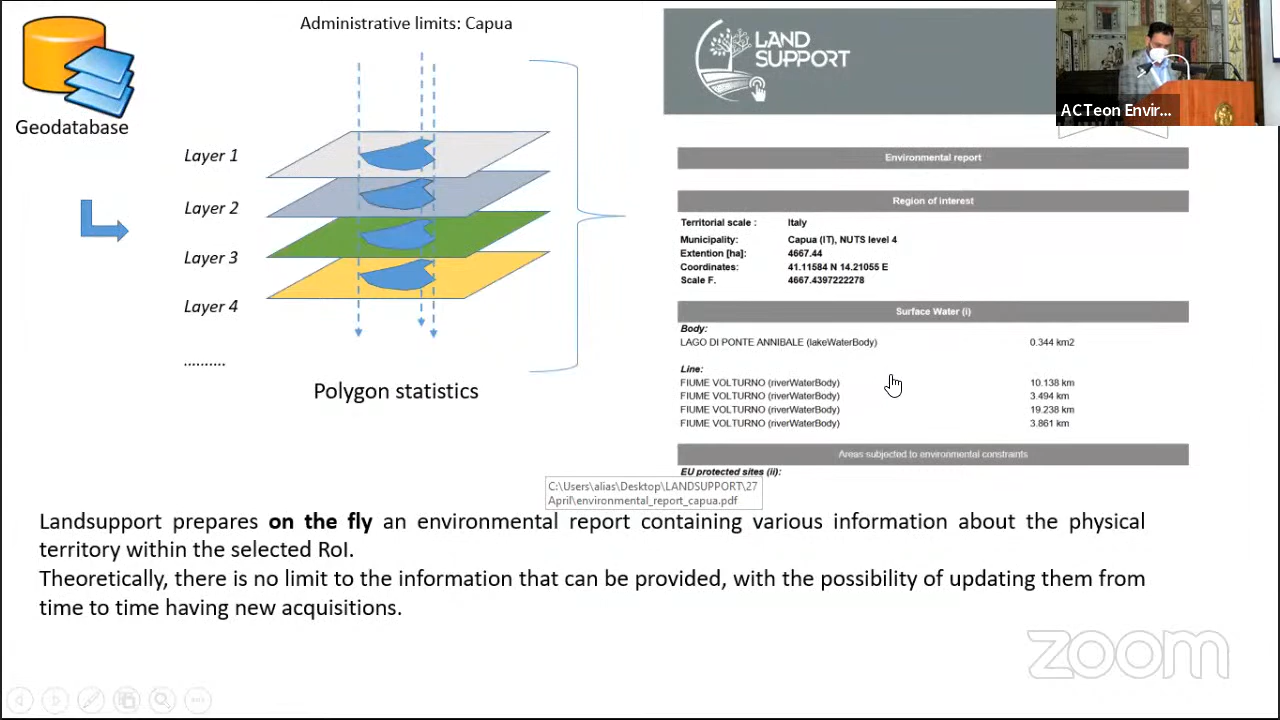 Administrative limits: Capua
Geodatabase
Layer 1
Layer 2
Layer 3
Layer 4
..........
Polygon statistics
LAND
SUPPORT
ACTeon Envir...
Environmental report
Region of interest
Territorial scale : Italy
Municipality: Capua (IT), NUTS level 4
Extention [ha]: 4667.44
Coordinates: 41.11584 N 14.21055 E
Scale F. 4667.4397222278
Surface Water (i)
Body:
LAGO DI PONTE ANNIBALE (lakeWaterBody) 0.344 km2
Line:
FIUME VOLTURNO (riverWaterBody) 10.138 km
FIUME VOLTURNO (riverWaterBody) 3.494 km
FIUME VOLTURNO (riverWaterBody) 19.238 km
FIUME VOLTURNO (riverWaterBody) 3.861 km
Areas subjected to environmental constraints
EU protected sites (ii):
C:\Users\alias\Desktop\LANDSUPPORT\27
April\environmental_report_capua.pdf
Landsupport prepares on the fly an environmental report containing various information about the physical
territory within the selected RoI.
Theoretically, there is no limit to the information that can be provided, with the possibility of updating them from
time to time having new acquisitions.
zoom